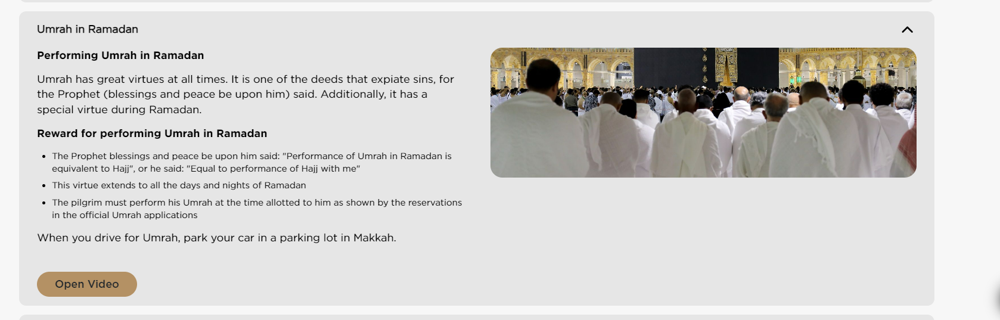 Umrah in Ramadan
Performing Umrah in Ramadan
Umrah has great virtues at all times. It is one of the deeds that expiate sins, for
the Prophet (blessings and peace be upon him) said. Additionally, it has a
special virtue during Ramadan.
Reward for performing Umrah in Ramadan
• The Prophet blessings and peace be upon him said: "Performance of Umrah in Ramadan is
equivalent to Hajj", or he said: "Equal to performance of Hajj with me"
• This virtue extends to all the days and nights of Ramadan
• The pilgrim must perform his Umrah at the time allotted to him as shown by the reservations
in the official Umrah applications
When you drive for Umrah, park your car in a parking lot in Makkah.
Open Video